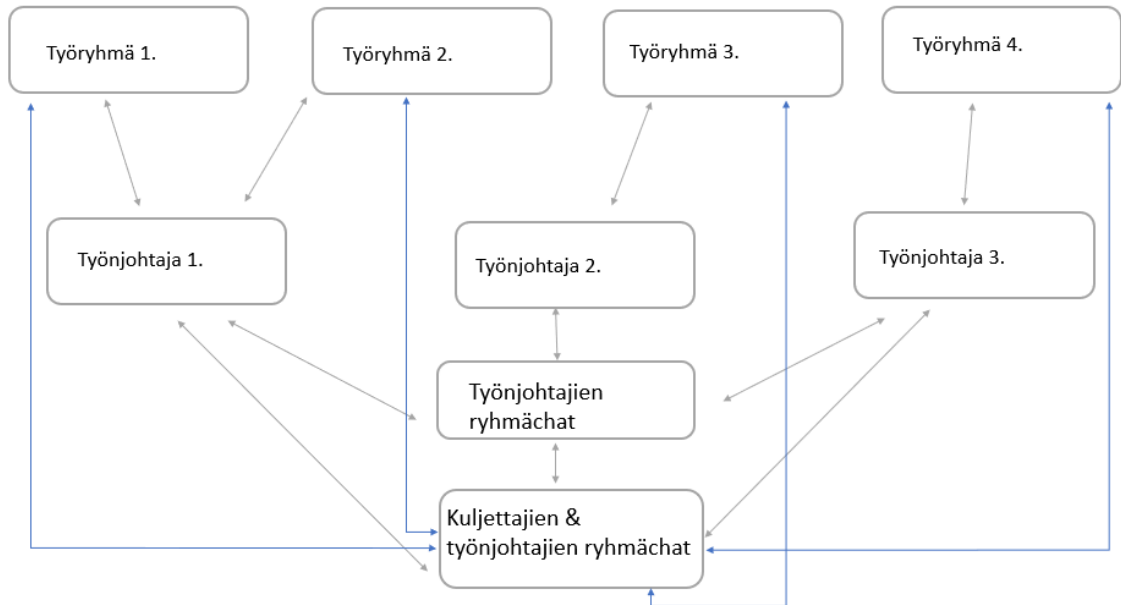 Työryhmä 1.
Työryhmä 2.
Työryhmä 3.
Työryhmä 4.
Työnjohtaja 1.
Työnjohtaja 2.
Työnjohtaja 3.
Työnjohtajien
ryhmächat
Kuljettajien &
työnjohtajien ryhmächat